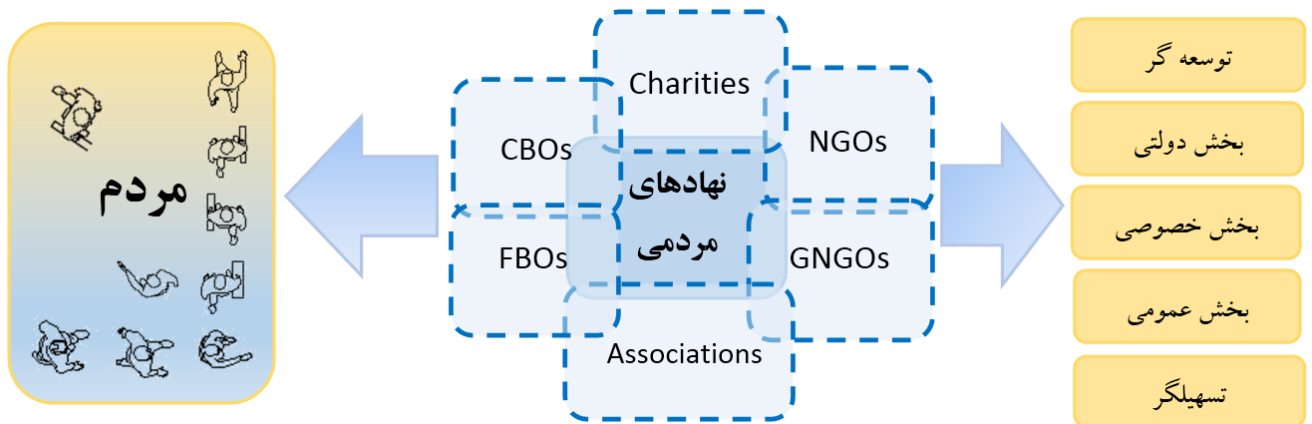 مردم
Charities
CBOs
NGOs
نهادهای
مردمی
FBOs
GNGOs
Associations
توسعه گر
بخش دولتی
بخش خصوصی
بخش عمومی
تسهیلگر